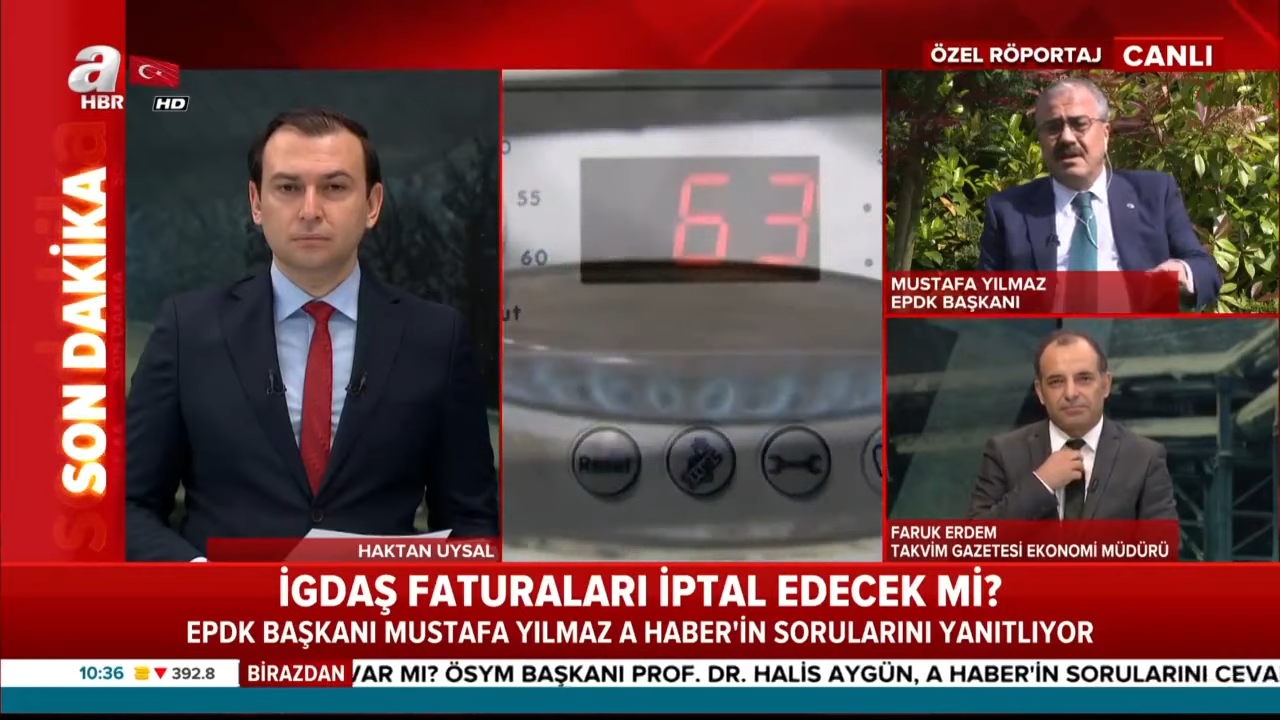 ÖZEL RÖPORTAJ CANLI
a
HBR
HD
SON DAKİKA
55
60
63
Reset
MUSTAFA YILMAZ
EPDK BAŞKANI
HAKTAN UYSAL
FARUK ERDEM
TAKVİM GAZETESİ EKONOMİ MÜDÜRÜ
İGDAŞ FATURALARI İPTAL EDECEK Mİ?
EPDK BAŞKANI MUSTAFA YILMAZ A HABER'İN SORULARINI YANITLIYOR
10:36 392.8 BİRAZDAN VAR MI? ÖSYM BAŞKANI PROF. DR. HALİS AYGÜN, A HABER'İN SORULARINI CEVA